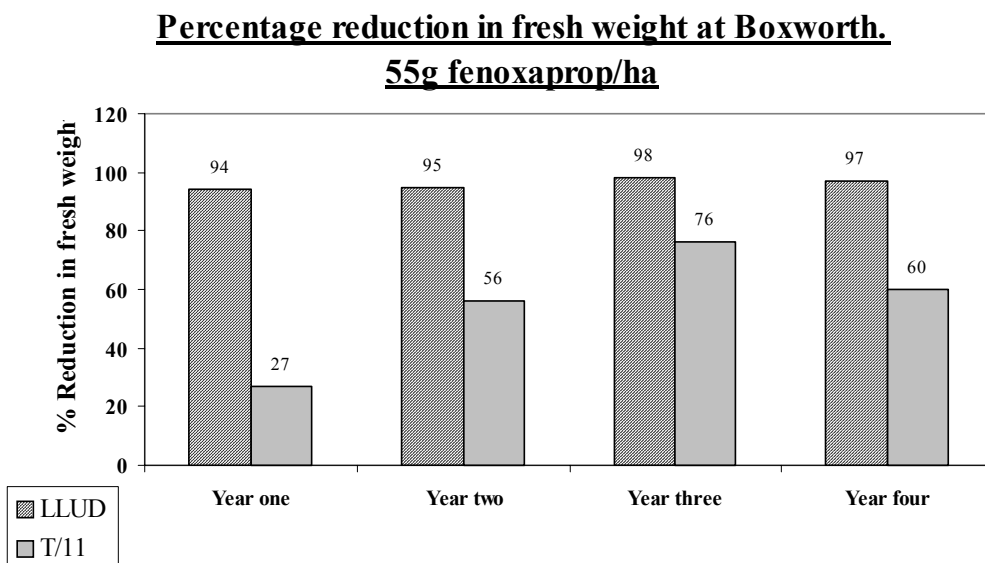 Percentage reduction in fresh weight at Boxworth.
55g fenoxaprop/ha
% Reduction in fresh weigh
120
100
80
60
40
20
0
94
27
95
56
98
76
97
60
Year one
Year two
Year three
Year four
LLUD
T/11